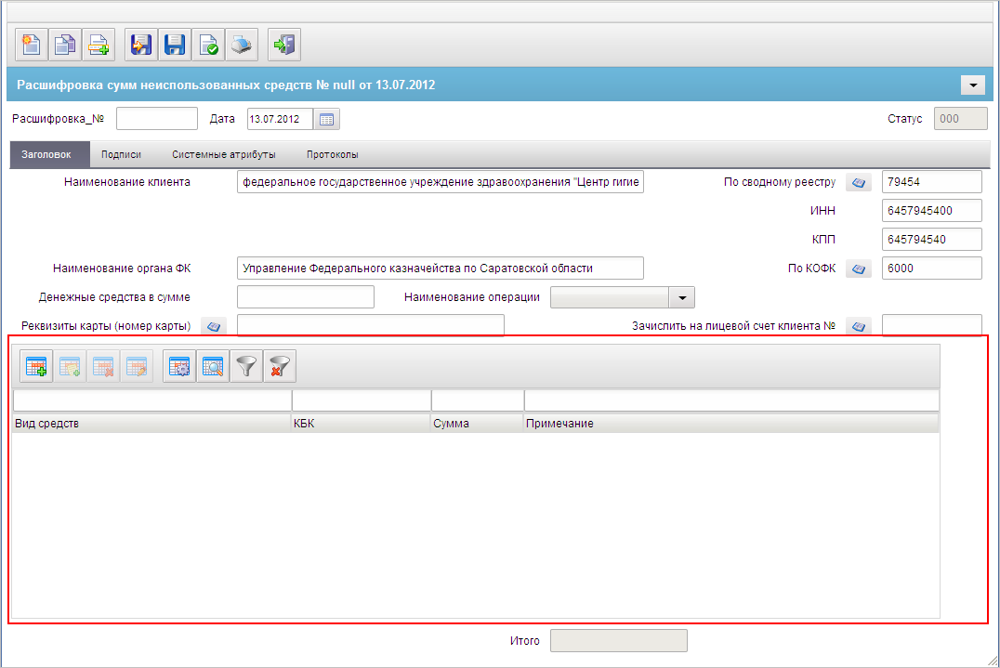 Расшифровка сумм неиспользованных средств № null от 13.07.2012
Расшифровка_№ Дата 13.07.2012 Статус 000
Заголовок Подписи Системные атрибуты Протоколы
Наименование клиента федеральное государственное учреждение здравоохранения "Центр гигие По сводному реестру 79454
ИНН 6457945400
КПП 645794540
Наименование органа ФК Управление Федерального казначейства по Саратовской области По КОФК 6000
Денежные средства в сумме Наименование операции
Реквизиты карты (номер карты) Зачислить на лицевой счет клиента №
Вид средств КБК Сумма Примечание
Итого